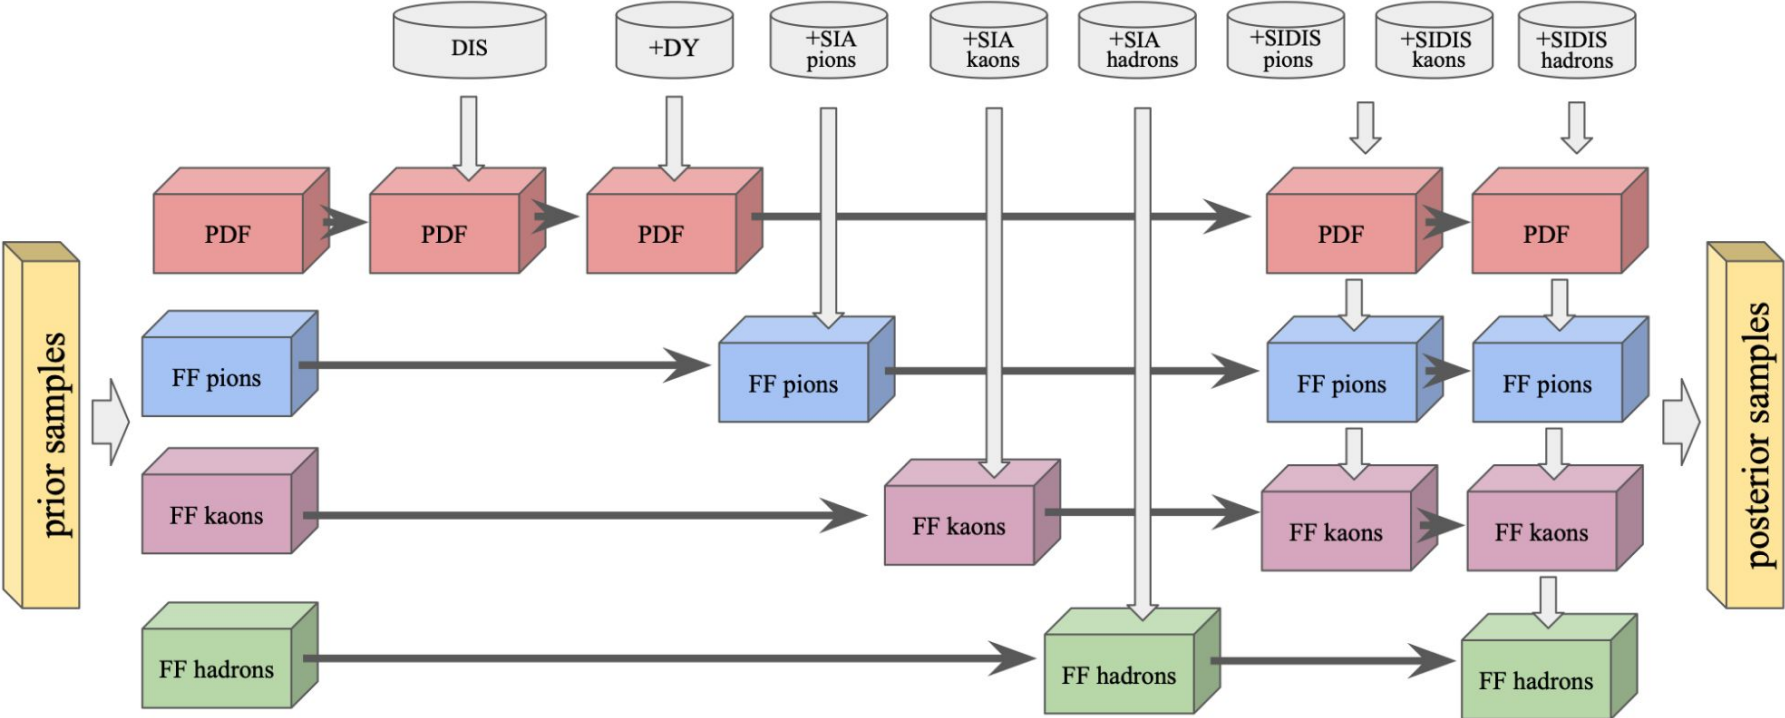 DIS
+DY
+SIA
pions
+SIA
kaons
+SIA
hadrons
+SIDIS
pions
+SIDIS
kaons
+SIDIS
hadrons
PDF
PDF
PDF
PDF
PDF
prior samples
FF pions
FF pions
FF pions
FF pions
posterior samples
FF kaons
FF kaons
FF kaons
FF kaons
FF hadrons
FF hadrons
FF hadrons